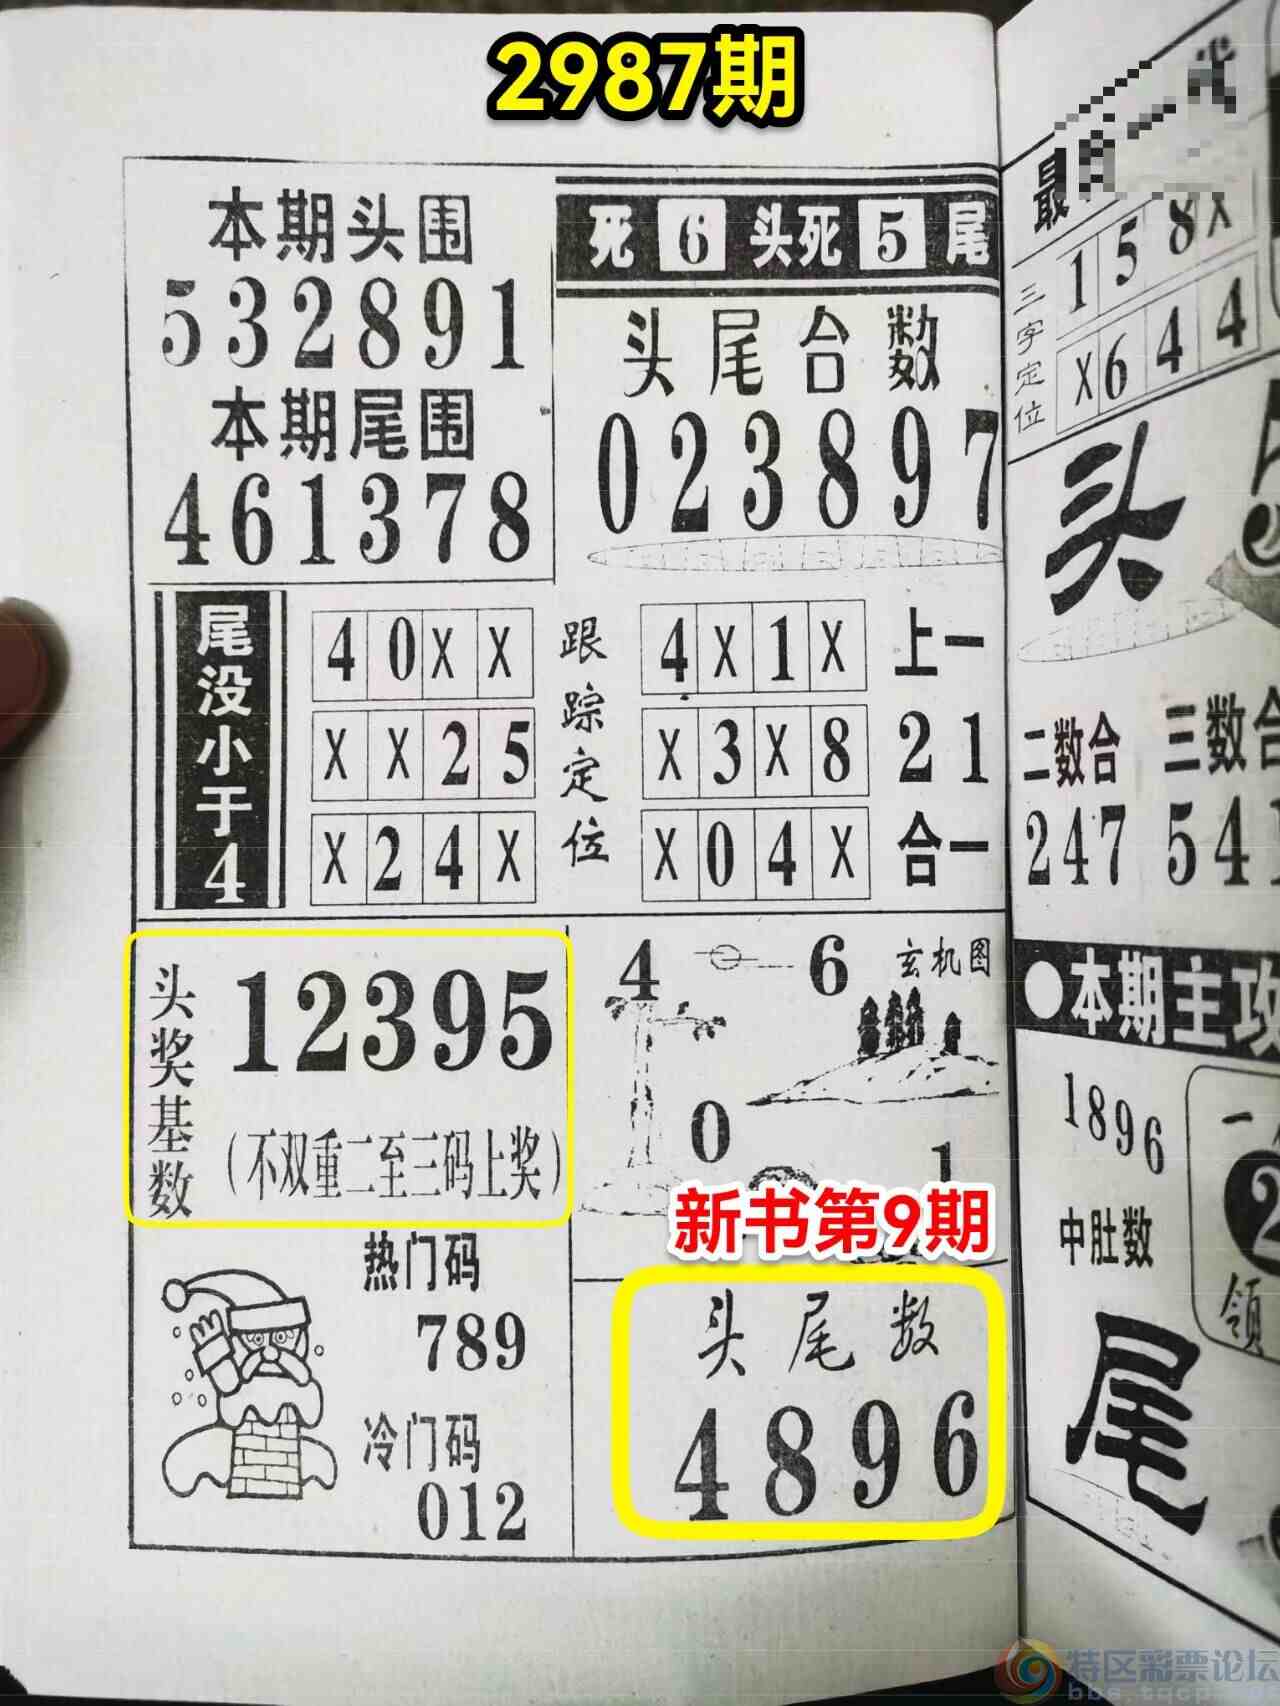 2987期
本期头围
532891
本期尾围
461378
死6头死5尾
头尾合数
023897
尾没小于4
40XX
XX25
X24X
跟踪定位
4X1X
X3X8
X04X
上一
21
合一
头奖基数
12395
(不双重二至三码上奖)
4
6
玄机图
0
1
新书第9期
热门码
789
冷门码
012
头尾数
4896
最
158X
X644
三字定位
头
二数合
247
三数合
541
●本期主攻
1896
中肚数
2
领
尾
特区彩票论坛